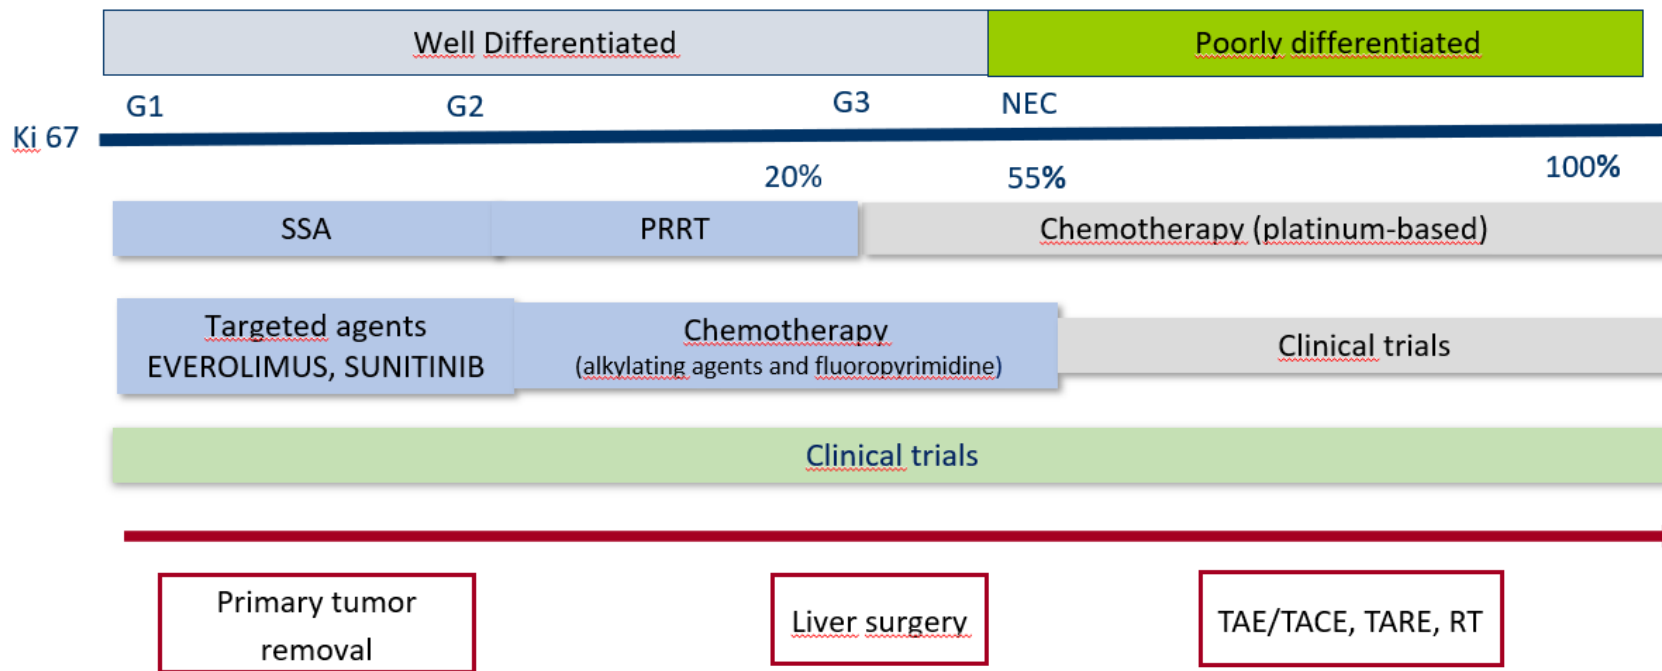 Well Differentiated
Poorly differentiated
G1
G2
G3
NEC
Ki 67
20%
55%
100%
SSA
PRRT
Chemotherapy (platinum-based)
Targeted agents
EVEROLIMUS, SUNITINIB
Chemotherapy
(alkylating agents and fluoropyrimidine)
Clinical trials
Clinical trials
Primary tumor
removal
Liver surgery
TAE/TACE, TARE, RT